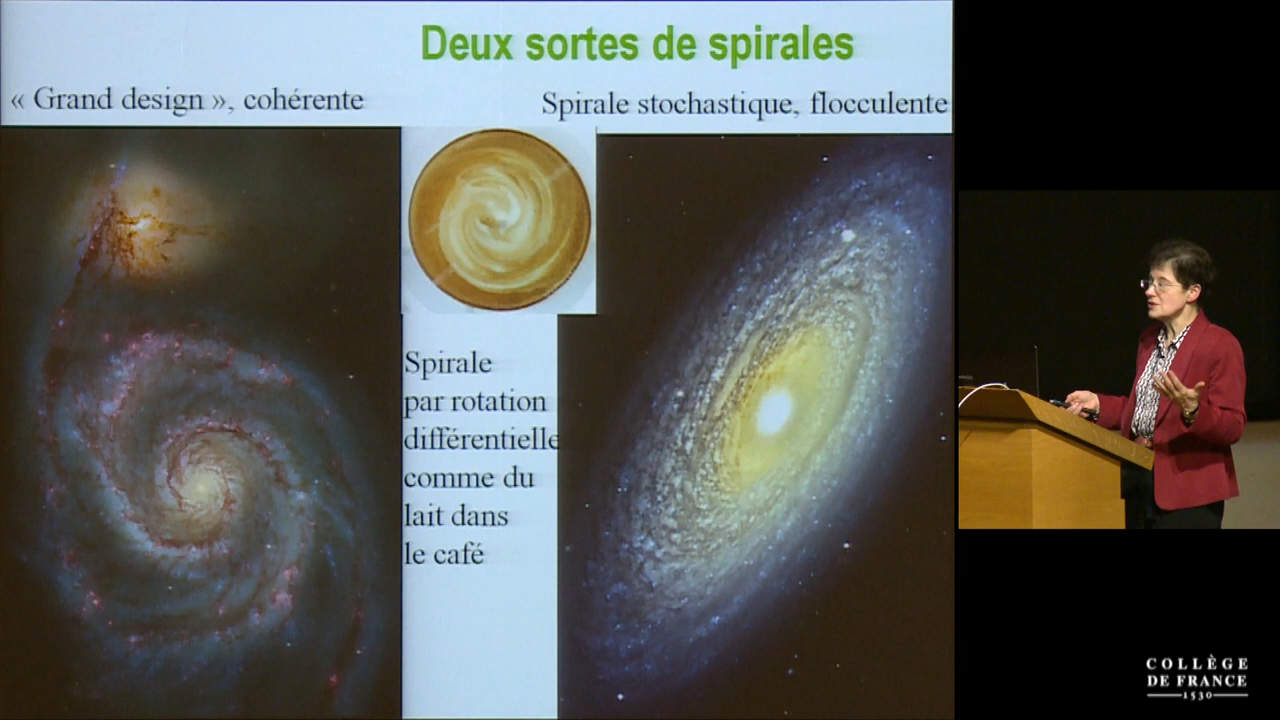 Deux sortes de spirales
« Grand design », cohérente
Spirale stochastique, flocculente
Spirale
par rotation
différentielle
comme du
lait dans
le café
COLLÈGE
DE FRANCE
1530